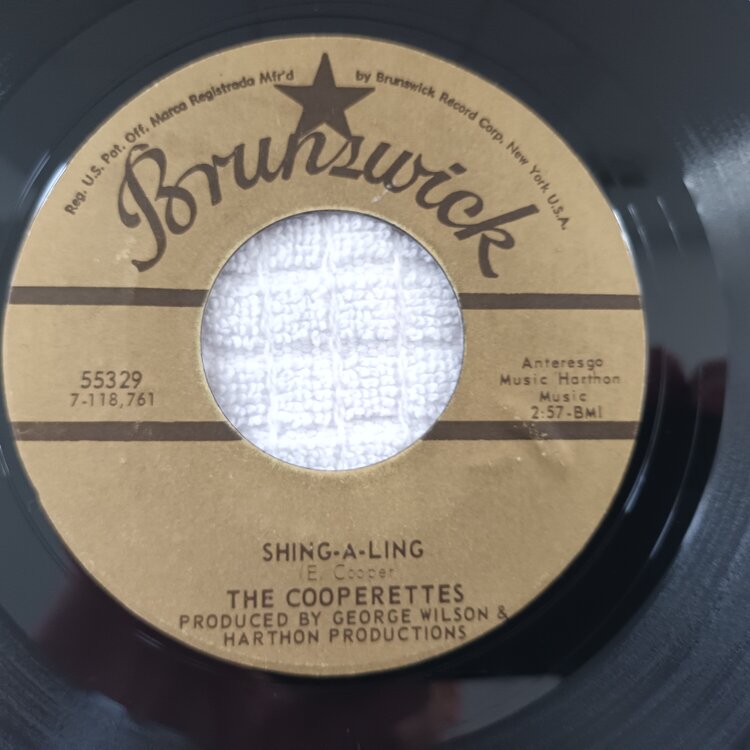 Reg. U.S. Pat. Off. Marca Registrada Mfr'd by Brunswick Record Corp. New York U.S.A.
Brunswick
55329
7-118,761
Anteresgo
Music Harthon
Music
2:57-BMI
SHING-A-LING
(E. Cooper
THE COOPERETTES
PRODUCED BY GEORGE WILSON &
HARTHON PRODUCTIONS